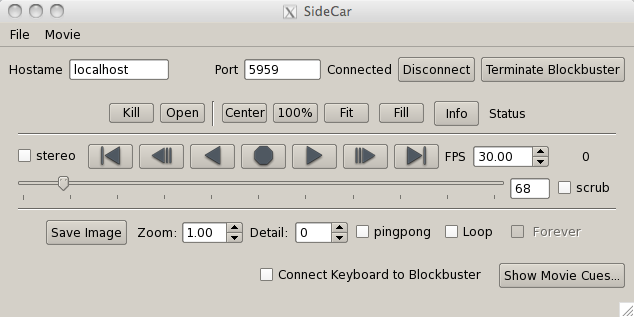 SideCar
File Movie
Hostame localhost Port 5959 Connected Disconnect Terminate Blockbuster
Kill Open Center 100% Fit Fill Info Status
stereo FPS 30.00 0
68 scrub
Save Image Zoom: 1.00 Detail: 0 pingpong Loop Forever
Connect Keyboard to Blockbuster Show Movie Cues...